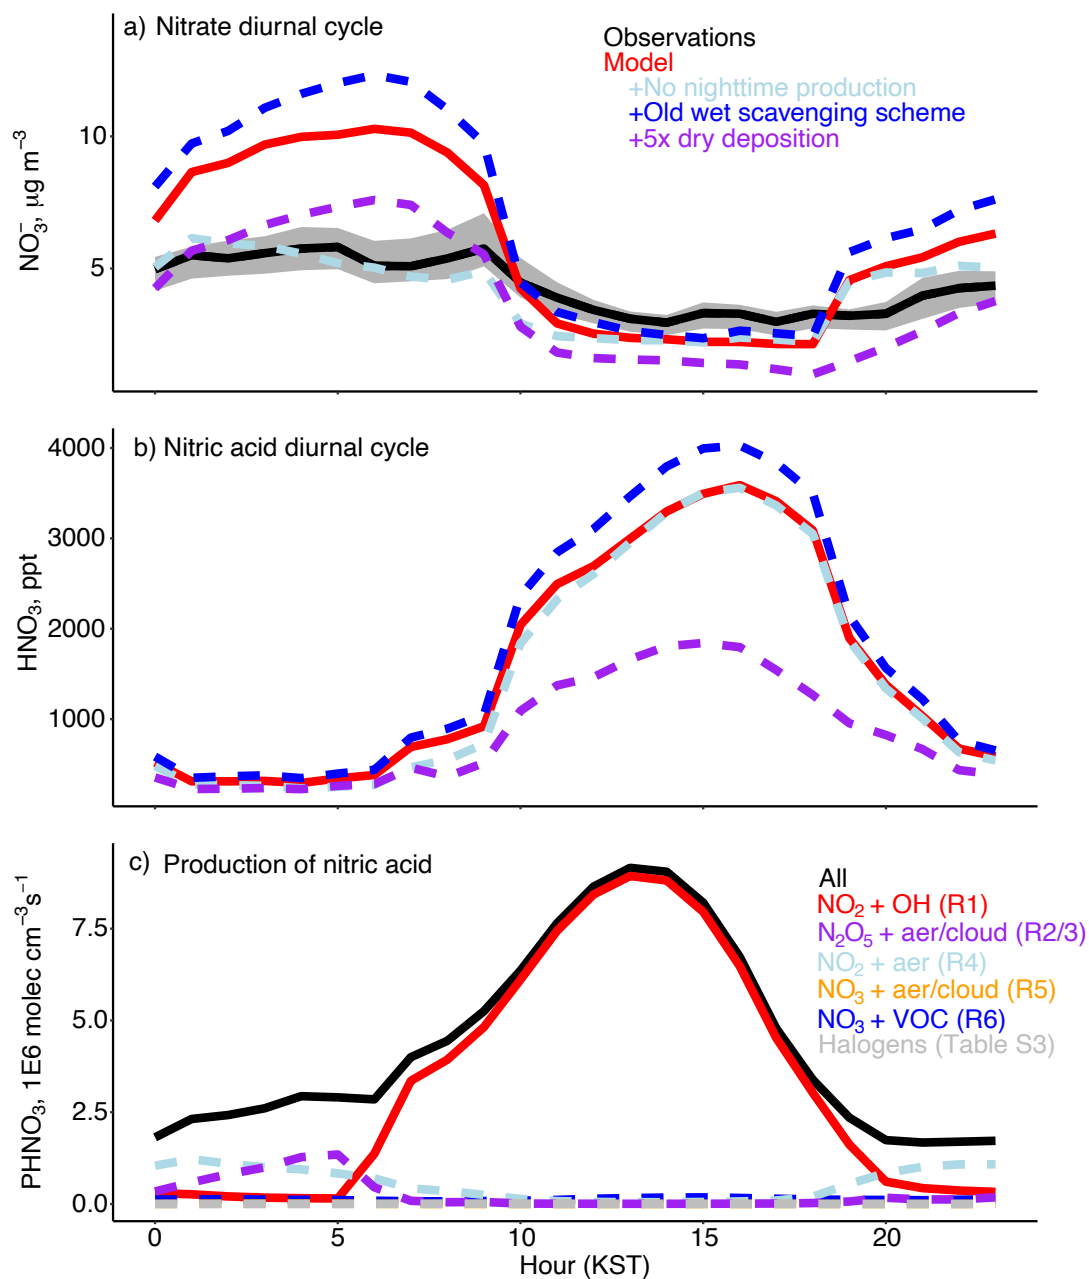 a) Nitrate diurnal cycle
Observations
Model
+No nighttime production
+Old wet scavenging scheme
+5x dry deposition
NO₃⁻, μg m⁻³
10
5
b) Nitric acid diurnal cycle
HNO₃, ppt
4000
3000
2000
1000
c) Production of nitric acid
All
NO₂ + OH (R1)
N₂O₅ + aer/cloud (R2/3)
NO₂ + aer (R4)
NO₃ + aer/cloud (R5)
NO₃ + VOC (R6)
Halogens (Table S3)
PHNO₃, 1E6 molec cm⁻³s⁻¹
7.5
5.0
2.5
0.0
0 5 10 15 20
Hour (KST)